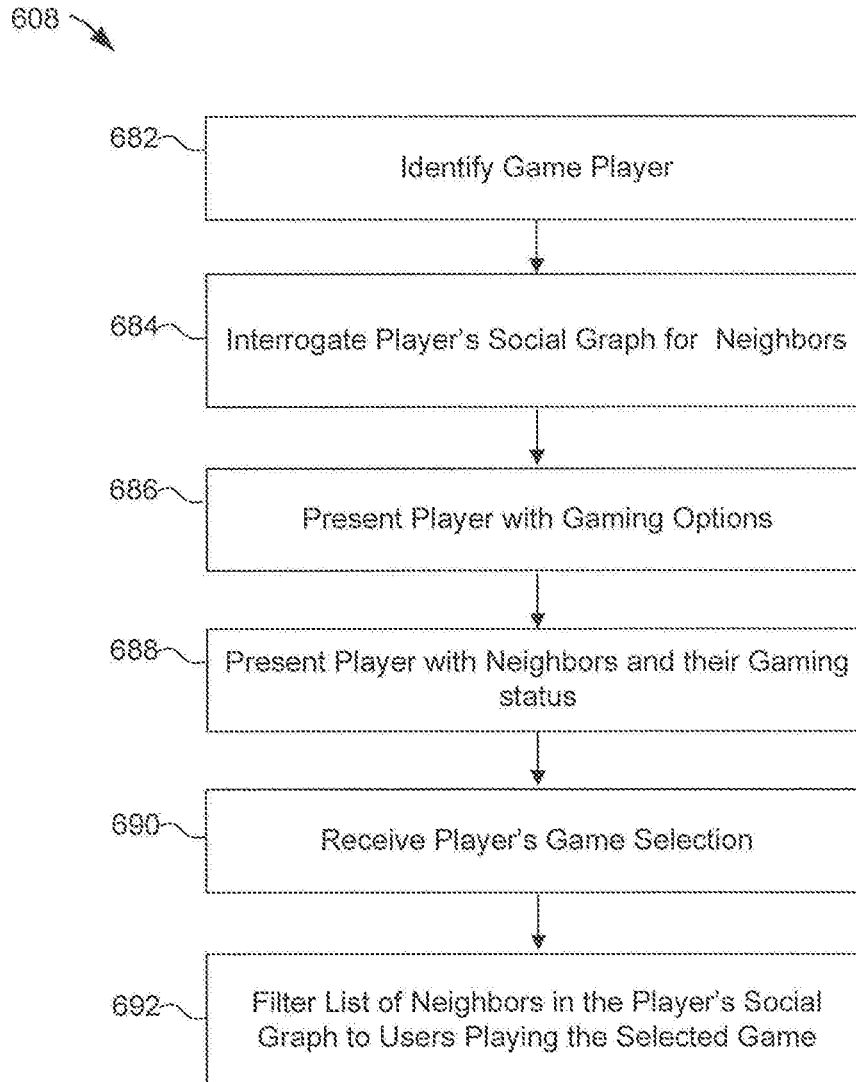 608
682
Identify Game Player
684
Interrogate Player's Social Graph for Neighbors
686
Present Player with Gaming Options
688
Present Player with Neighbors and their Gaming
status
690
Receive Player's Game Selection
692
Filter List of Neighbors in the Player's Social
Graph to Users Playing the Selected Game